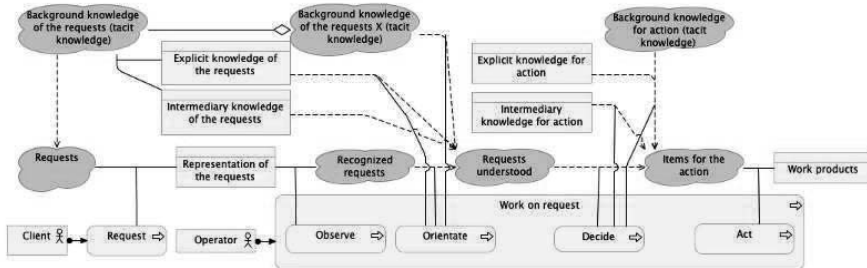 Background knowledge
of the requests (tacit
knowledge)
Background knowledge
of the requests X (tacit
knowledge)
Background knowledge
for action (tacit
knowledge)
Explicit knowledge of
the requests
Explicit knowledge for
action
Intermediary knowledge
of the requests
Intermediary
knowledge for action
Requests
Representation of
the requests
Recognized
requests
Requests
understood
Items for the
action
Work products
Work on request
Client
Request
Operator
Observe
Orientate
Decide
Act